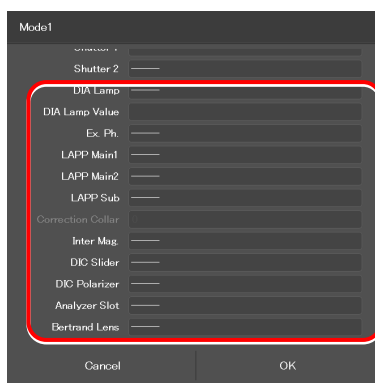 Mode1
Shutter 2
DIA Lamp
DIA Lamp Value
Ex. Ph.
LAPP Main1
LAPP Main2
LAPP Sub
Correction Collar
Inter Mag.
DIC Slider
DIC Polarizer
Analyzer Slot
Bertrand Lens
Cancel OK